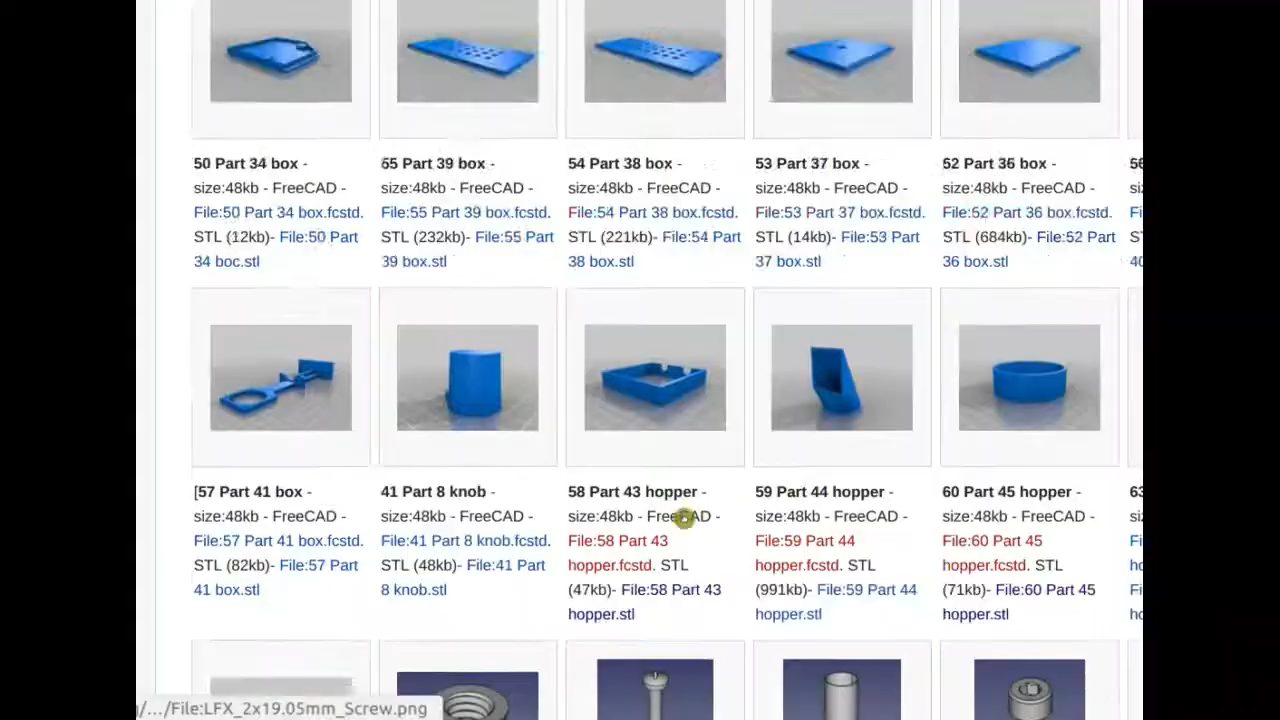 50 Part 34 box -
size:48kb - FreeCAD -
File:50 Part 34 box.fcstd.
STL (12kb)- File:50 Part
34 boc.stl
55 Part 39 box -
size:48kb - FreeCAD -
File:55 Part 39 box.fcstd.
STL (232kb)- File:55 Part
39 box.stl
54 Part 38 box -
size:48kb - FreeCAD -
File:54 Part 38 box.fcstd.
STL (221kb)- File:54 Part
38 box.stl
53 Part 37 box -
size:48kb - FreeCAD -
File:53 Part 37 box.fcstd.
STL (14kb)- File:53 Part
37 box.stl
52 Part 36 box -
size:48kb - FreeCAD -
File:52 Part 36 box.fcstd.
STL (684kb)- File:52 Part
36 box.stl
[57 Part 41 box -
size:48kb - FreeCAD -
File:57 Part 41 box.fcstd.
STL (82kb)- File:57 Part
41 box.stl
41 Part 8 knob -
size:48kb - FreeCAD -
File:41 Part 8 knob.fcstd.
STL (48kb)- File:41 Part
8 knob.stl
58 Part 43 hopper -
size:48kb - FreeCAD -
File:58 Part 43
hopper.fcstd. STL
(47kb)- File:58 Part 43
hopper.stl
59 Part 44 hopper -
size:48kb - FreeCAD -
File:59 Part 44
hopper.fcstd. STL
(991kb)- File:59 Part 44
hopper.stl
60 Part 45 hopper -
size:48kb - FreeCAD -
File:60 Part 45
hopper.fcstd. STL
(71kb)- File:60 Part 45
hopper.stl
/.../File:LFX_2x19.05mm_Screw.png